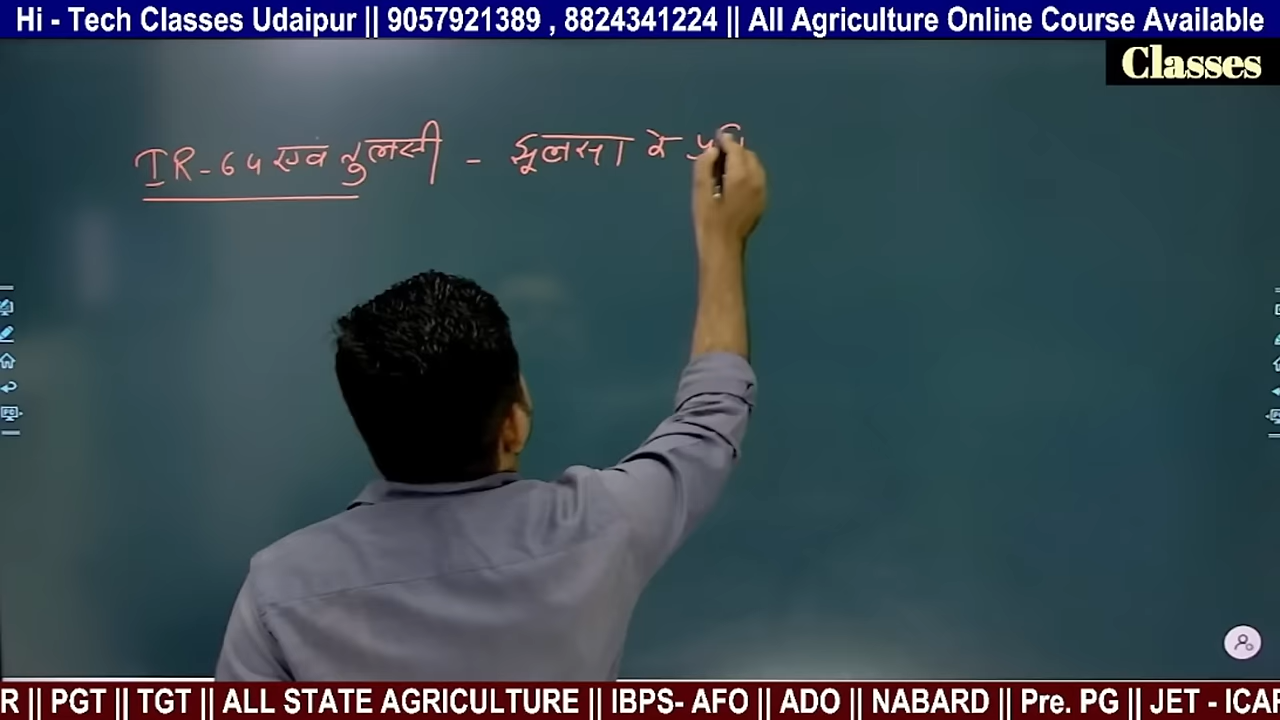 Hi - Tech Classes Udaipur || 9057921389 , 8824341224 || All Agriculture Online Course Available
Classes
IR-64 एवं तुलसी - झूलसा के
R || PGT || TGT || ALL STATE AGRICULTURE || IBPS- AFO || ADO || NABARD || Pre. PG || JET - ICAR